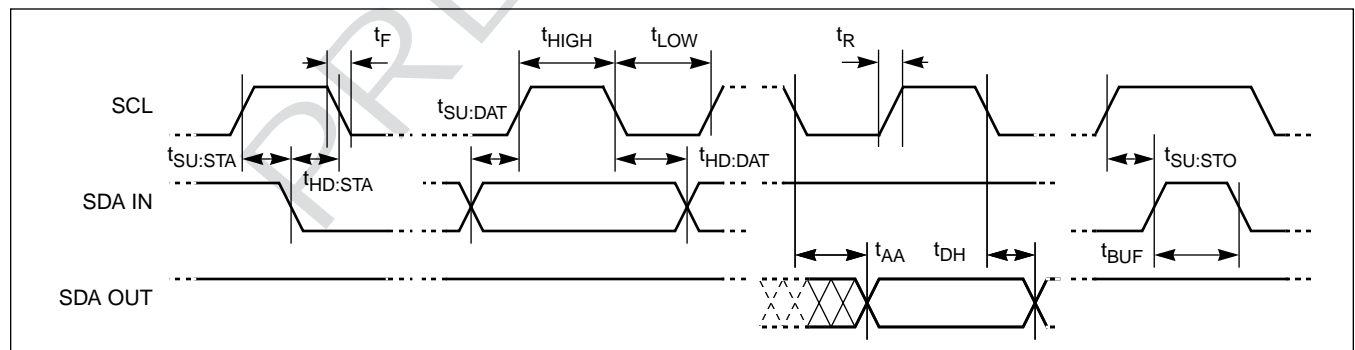 tF
tHIGH
tLOW
tR
SCL
tSU:DAT
tSU:STA
tHD:STA
tHD:DAT
tSU:STO
SDA IN
tAA
tDH
tBUF
SDA OUT